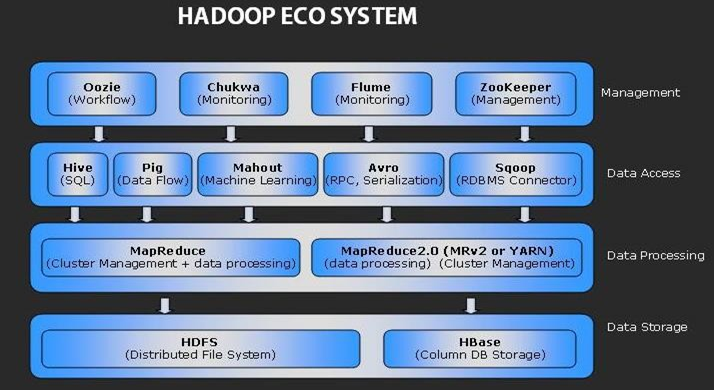 HADOOP ECO SYSTEM
Oozie
(Workflow)
Chukwa
(Monitoring)
Flume
(Monitoring)
ZooKeeper
(Management)
Management
Hive
(SQL)
Pig
(Data Flow)
Mahout
(Machine Learning)
Avro
(RPC, Serialization)
Sqoop
(RDBMS Connector)
Data Access
MapReduce
(Cluster Management + data processing)
MapReduce2.0 (MRv2 or YARN)
(data processing) (Cluster Management)
Data Processing
HDFS
(Distributed File System)
HBase
(Column DB Storage)
Data Storage